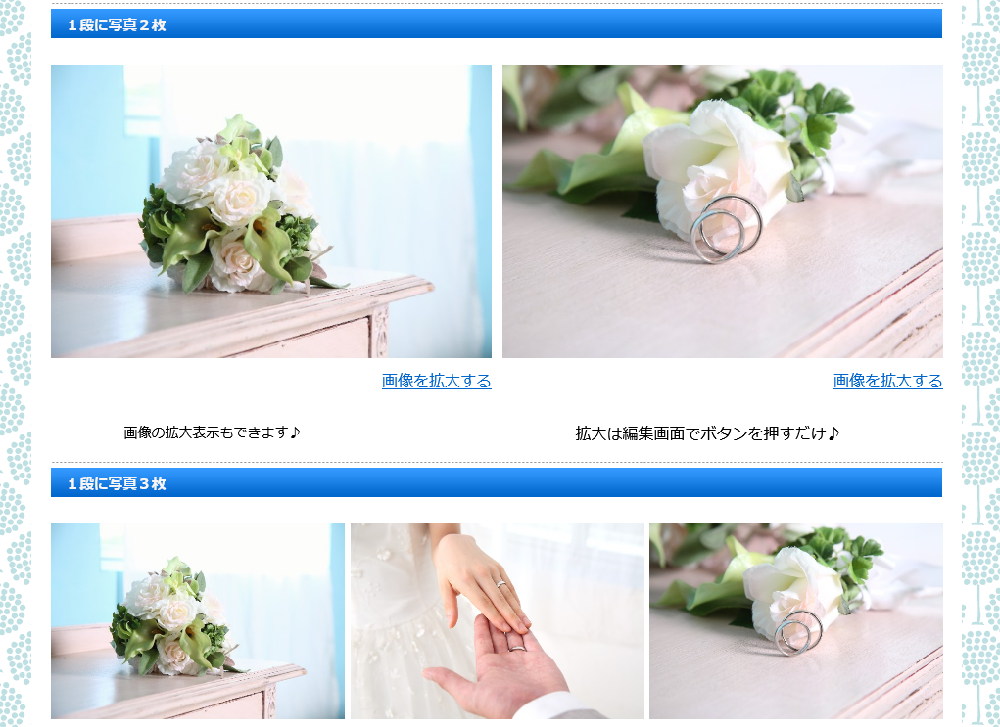 １段に写真２枚
画像を拡大する
画像を拡大する
画像の拡大表示もできます♪
拡大は編集画面でボタンを押すだけ♪
１段に写真３枚